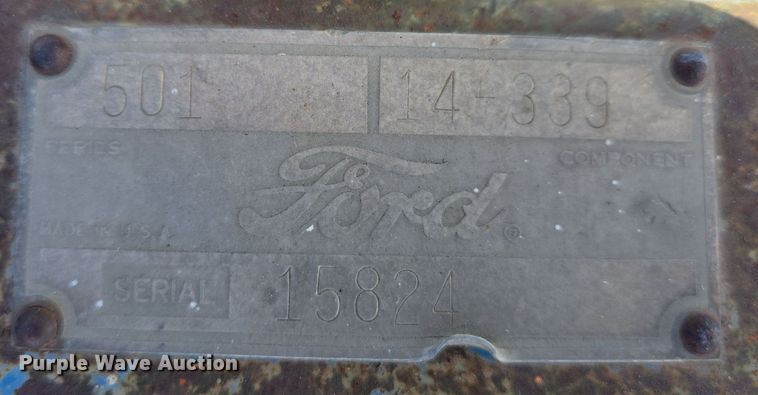 501 14-339
SERIES COMPONENT
Ford ®
MADE IN U.S.A.
SERIAL 15824
Purple Wave Auction